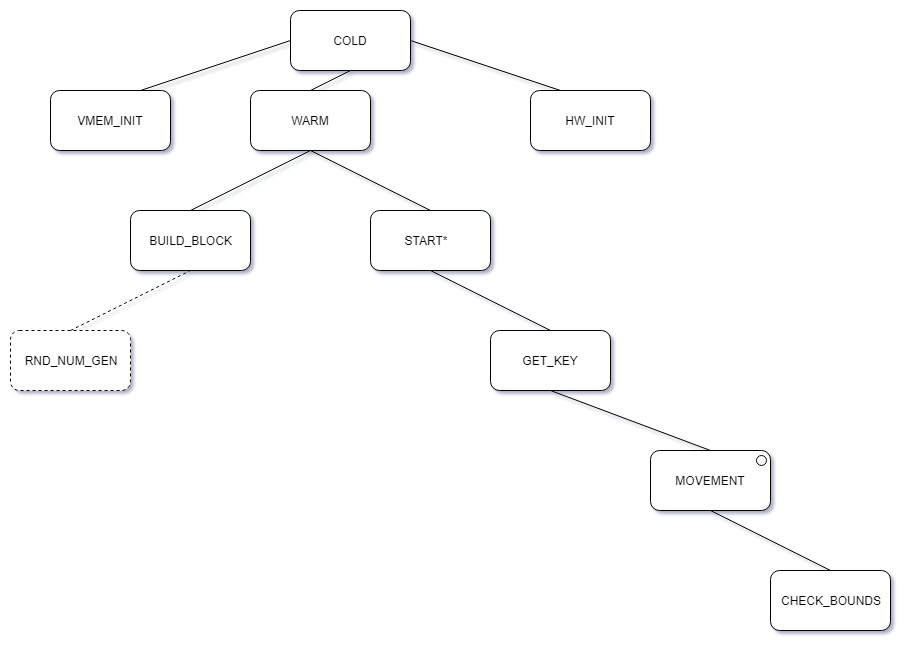 COLD
VMEM_INIT
WARM
HW_INIT
BUILD_BLOCK
START*
RND_NUM_GEN
GET_KEY
MOVEMENT
CHECK_BOUNDS